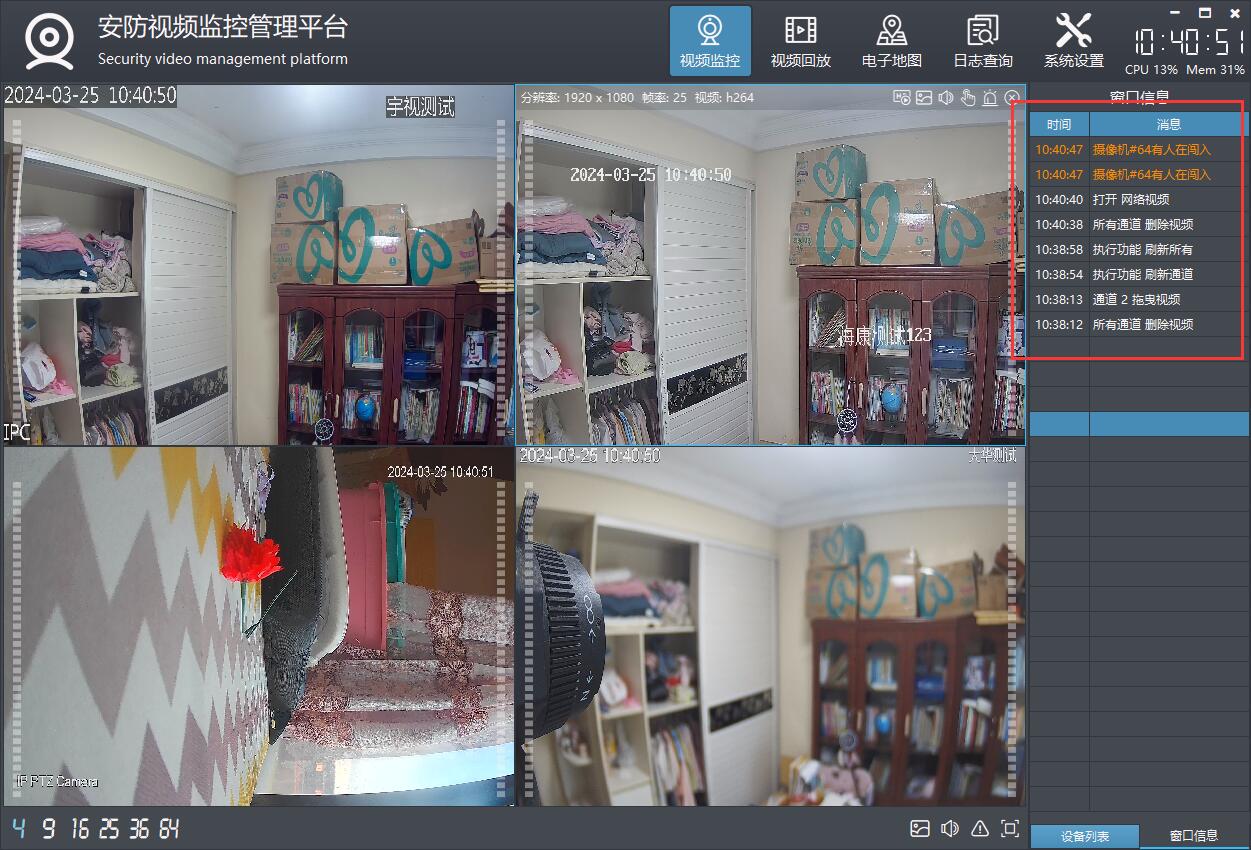 安防视频监控管理平台
Security video management platform
视频监控
视频回放
电子地图
日志查询
系统设置
10:40:51
CPU 13% Mem 31%
2024-03-25 10:40:50
宇视测试
IPC
分辨率: 1920 x 1080 帧率: 25 视频: h264
2024-03-25 10:40:50
海康测试123
2024-03-25 10:40:51
IP PTZ Camera
2024-03-25 10:40:50
大华测试
窗口信息
时间 消息
10:40:47 摄像机#64有人在闯入
10:40:47 摄像机#64有人在闯入
10:40:40 打开 网络视频
10:40:38 所有通道 删除视频
10:38:58 执行功能 刷新所有
10:38:54 执行功能 刷新通道
10:38:13 通道 2 拖曳视频
10:38:12 所有通道 删除视频
4 9 16 25 36 64
设备列表
窗口信息